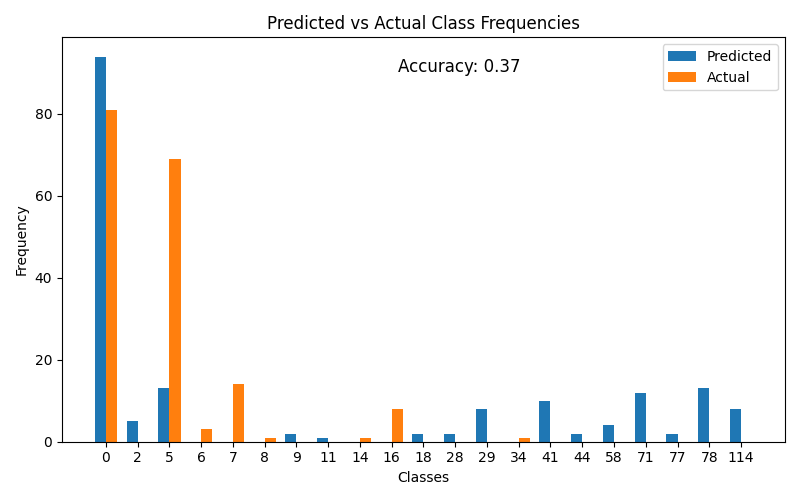 Predicted vs Actual Class Frequencies
Accuracy: 0.37
Predicted
Actual
Frequency
80
60
40
20
0
0 2 5 6 7 8 9 11 14 16 18 28 29 34 41 44 58 71 77 78 114
Classes